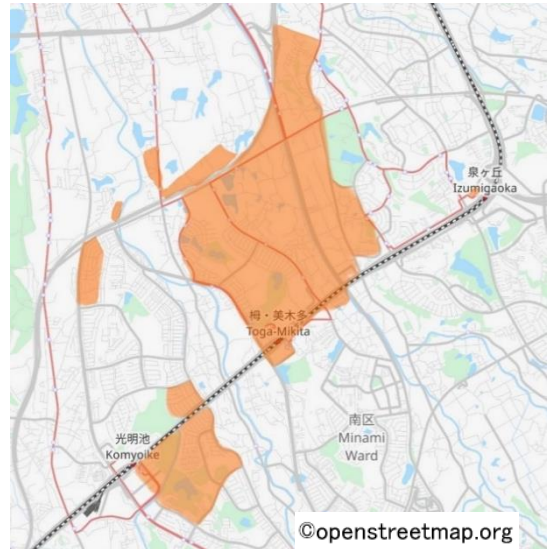 泉ヶ丘
Izumigaoka
栂・美木多
Toga-Mikita
南区
Minami
Ward
光明池
Komyoike
©openstreetmap.org